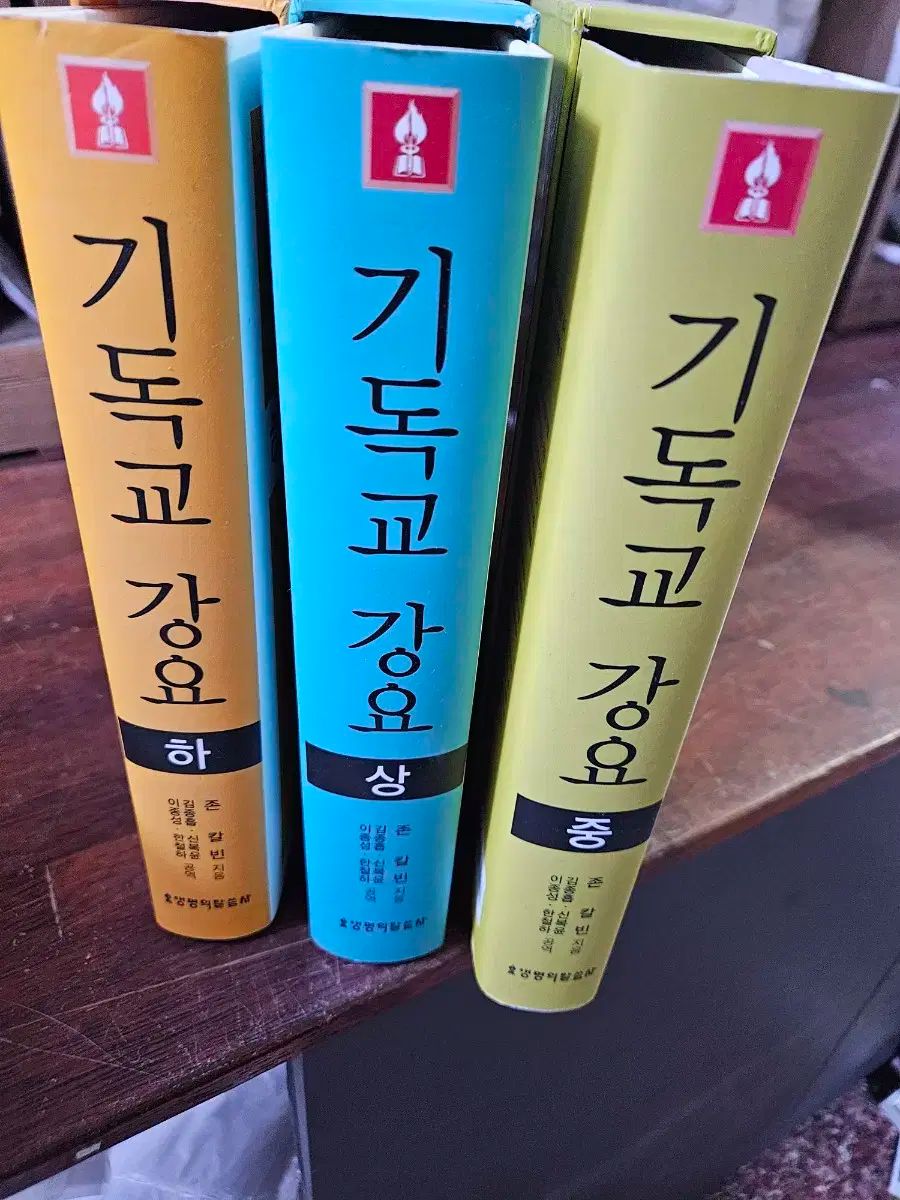 기독교 강요
하
존 칼빈 지음
김종흡·신복윤
이종성·한철하 공역
생명의말씀사
기독교 강요
상
존 칼빈 지음
김종흡·신복윤
이종성·한철하 공역
생명의말씀사
기독교 강요
중
존 칼빈 지음
김종흡·신복윤
이종성·한철하 공역
생명의말씀사